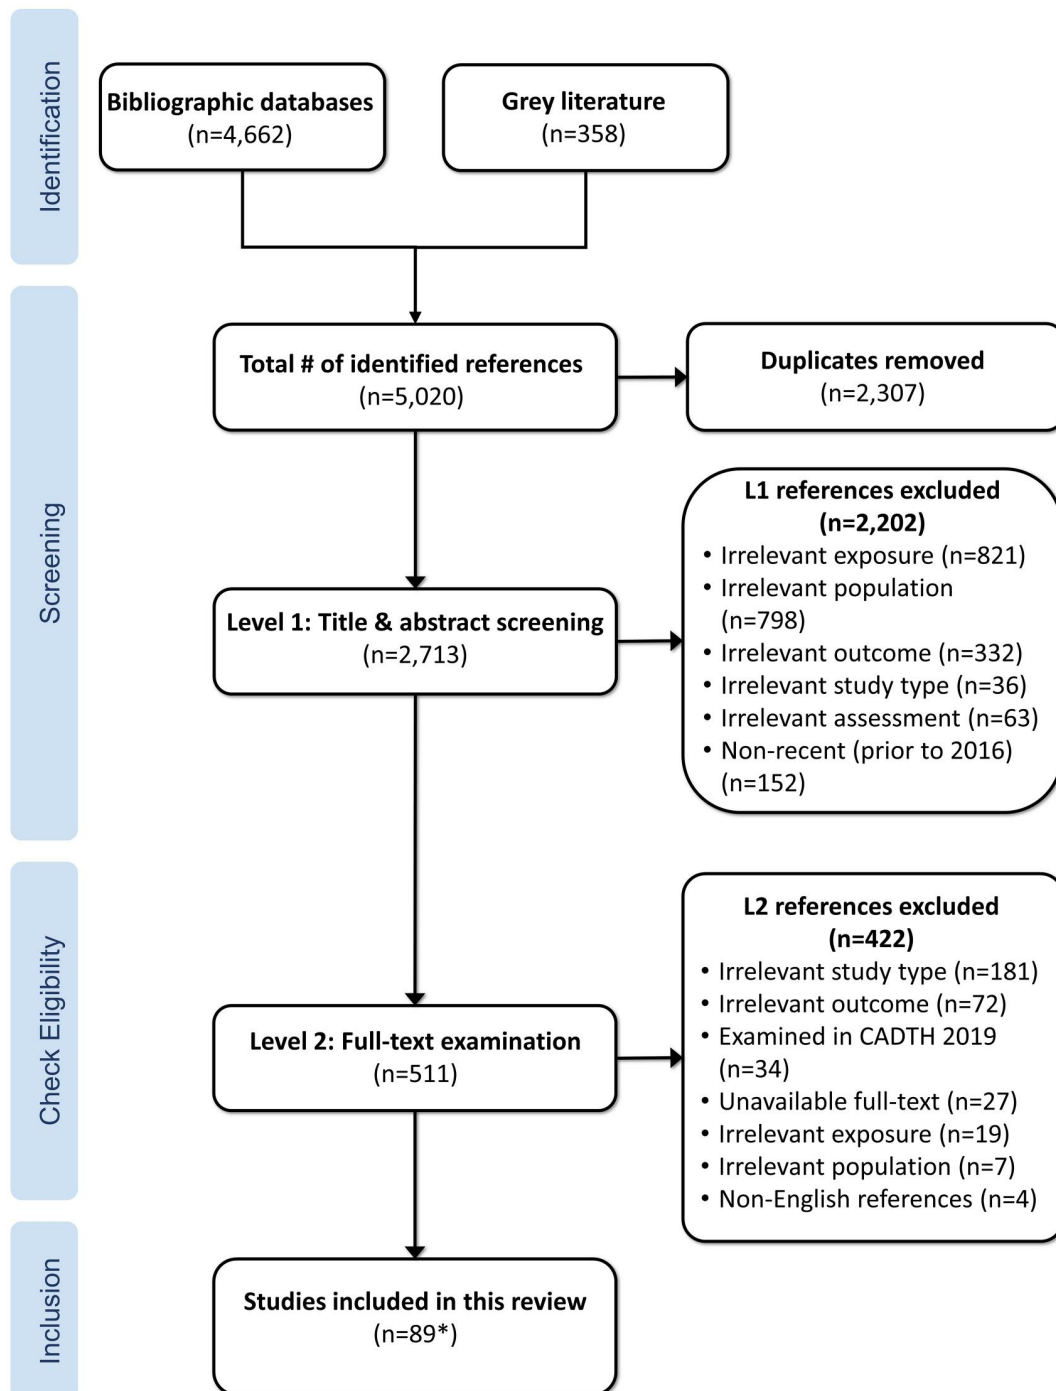 Identification
Bibliographic databases
(n=4,662)
Grey literature
(n=358)
Screening
Total # of identified references
(n=5,020)
Duplicates removed
(n=2,307)
Level 1: Title & abstract screening
(n=2,713)
L1 references excluded
(n=2,202)
• Irrelevant exposure (n=821)
• Irrelevant population
(n=798)
• Irrelevant outcome (n=332)
• Irrelevant study type (n=36)
• Irrelevant assessment (n=63)
• Non-recent (prior to 2016)
(n=152)
Check Eligibility
Level 2: Full-text examination
(n=511)
L2 references excluded
(n=422)
• Irrelevant study type (n=181)
• Irrelevant outcome (n=72)
• Examined in CADTH 2019
(n=34)
• Unavailable full-text (n=27)
• Irrelevant exposure (n=19)
• Irrelevant population (n=7)
• Non-English references (n=4)
Inclusion
Studies included in this review
(n=89*)